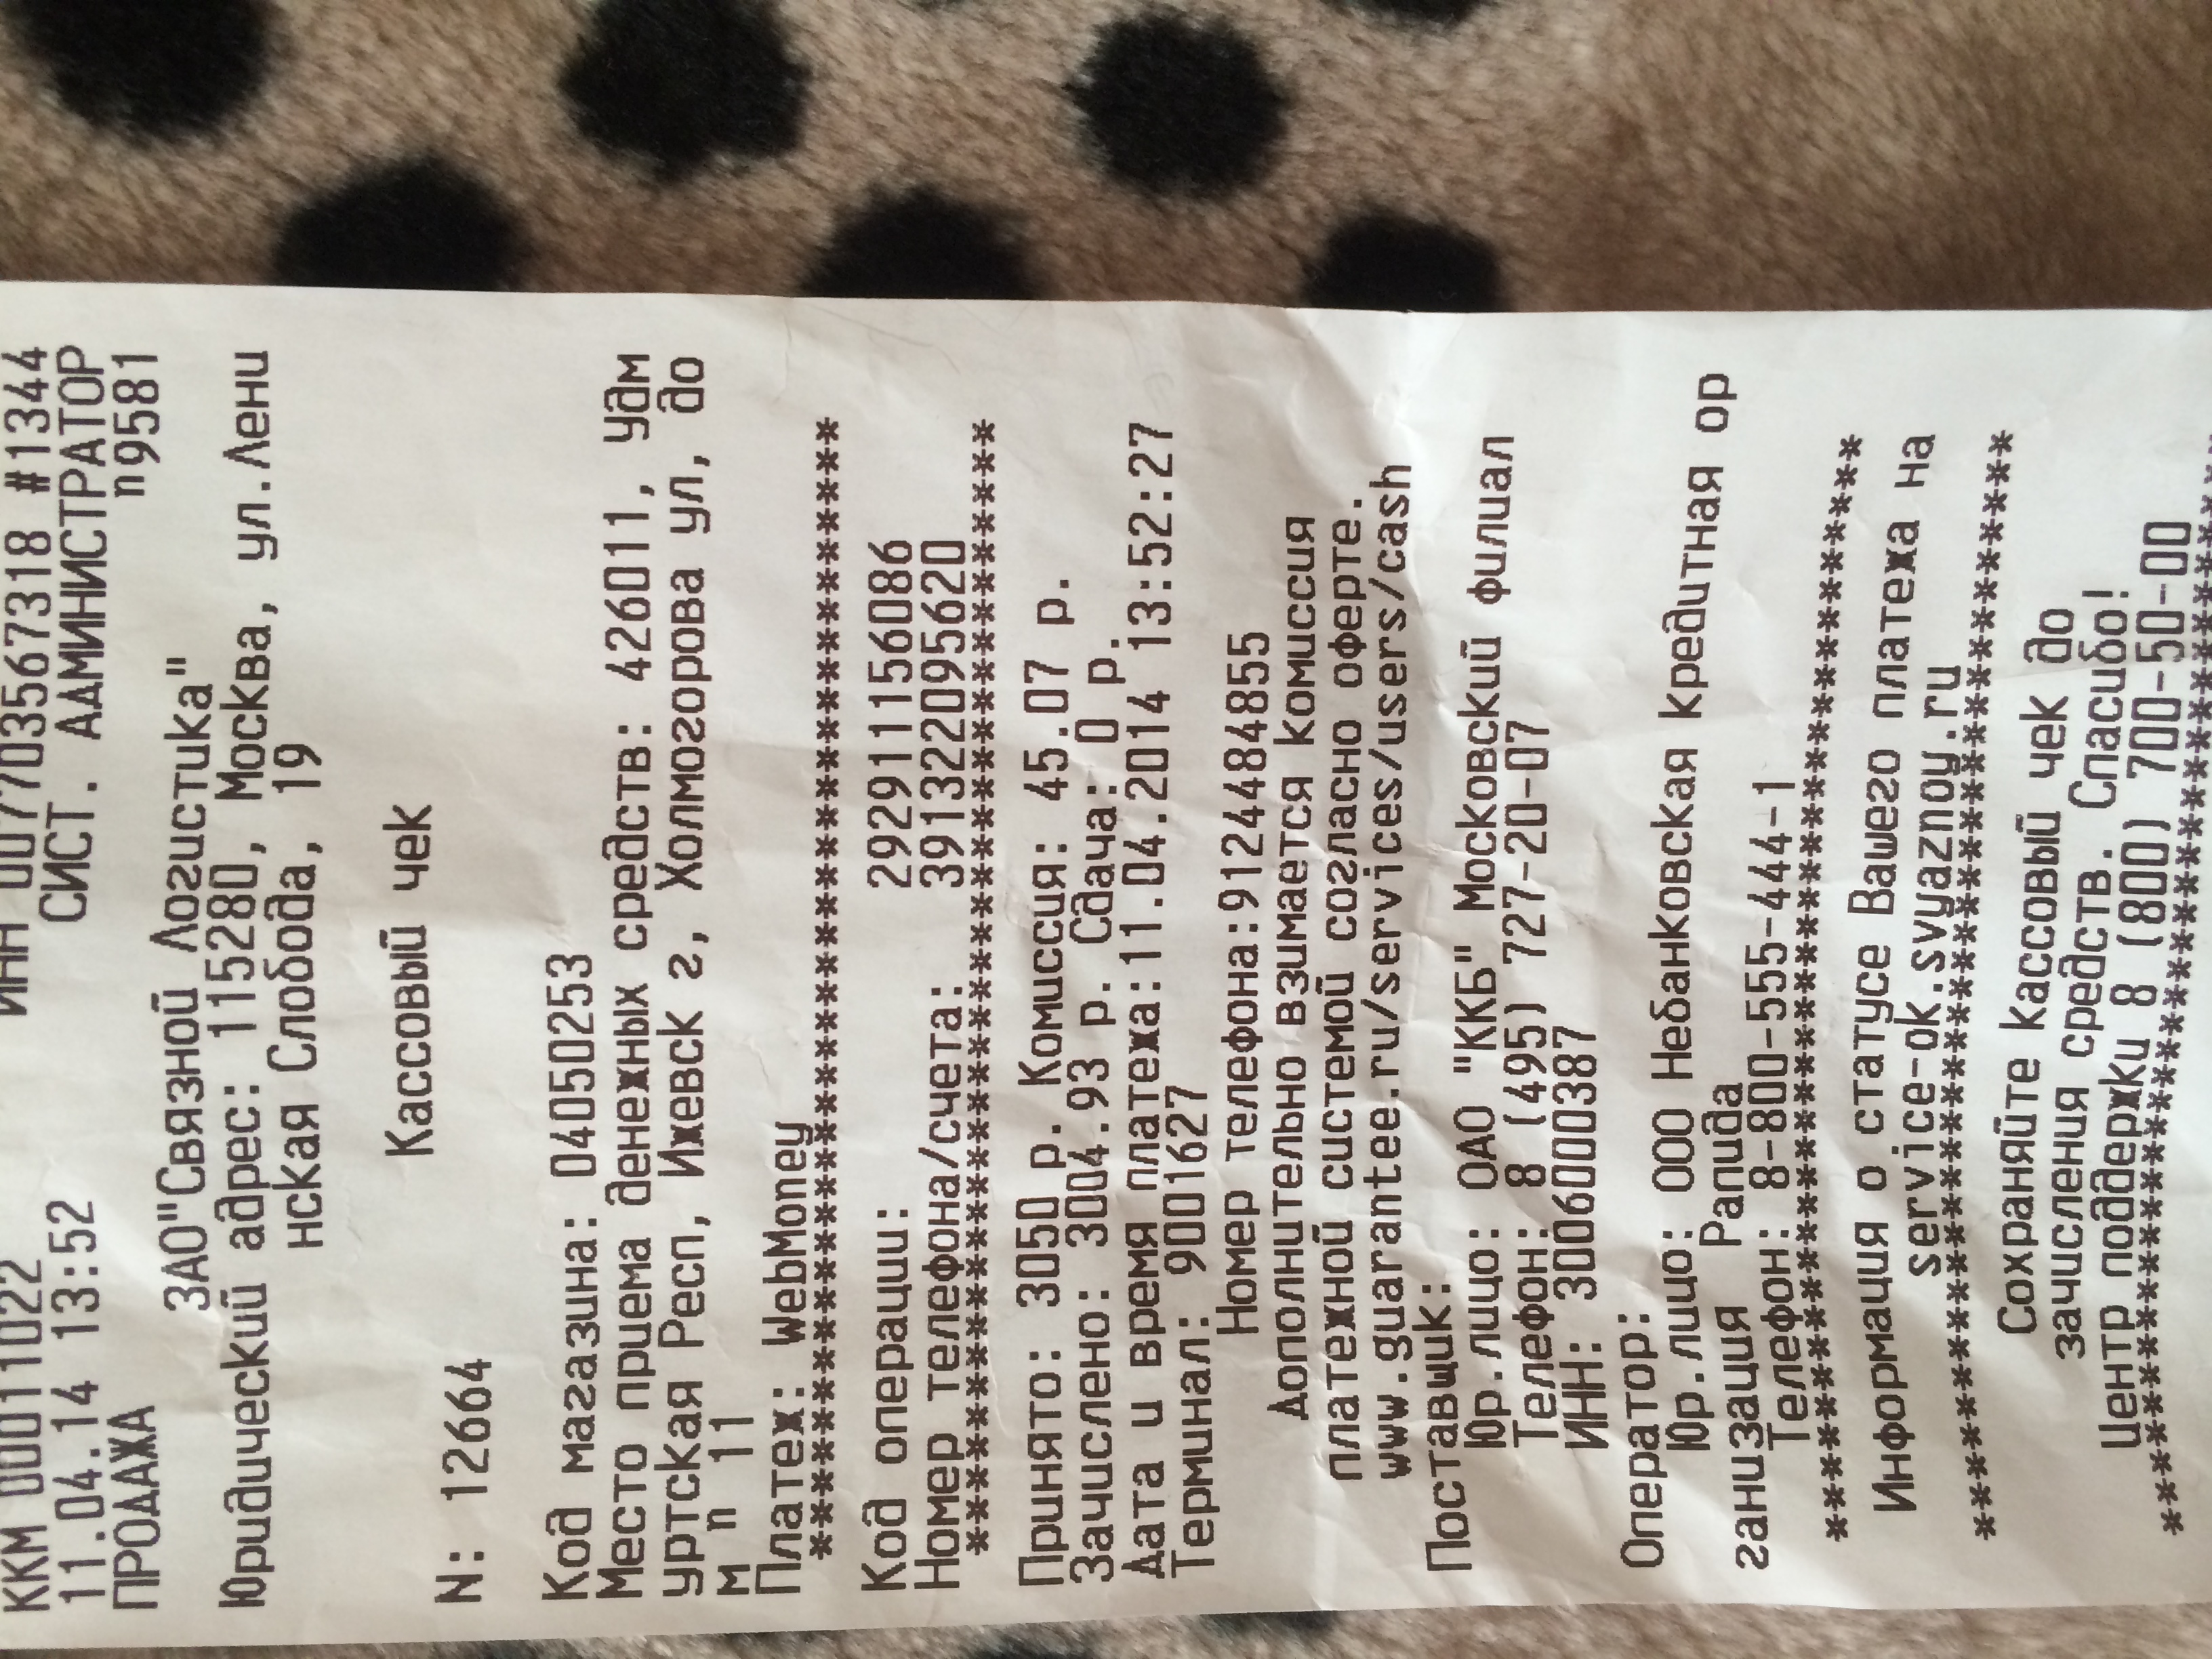 ККМ 00011022 ИНН 007703567318 #1344
11.04.14 13:52 СИСТ. АДМИНИСТРАТОР
ПРОДАЖА n9581
ЗАО"Связной Логистика"
Юридический адрес: 115280, Москва, ул.Лени
нская Слобода, 19
Кассовый чек
N: 12664
Код магазина: 04050253
Место приема денежных средств: 426011, Удм
уртская Респ, Ижевск г, Холмогорова ул, до
м n 11
Платеж: WebMoney
******************************************
Код операции: 2929111156086
Номер телефона/счета: 3913220956​20
******************************************
Принято: 3050 р. Комиссия: 45.07 р.
Зачислено: 3004.93 р. Сдача: 0 р.
Дата и время платежа:11.04.2014 13:52:27
Терминал: 9001627
Номер телефона:9124484855
Дополнительно взимается комиссия
платежной системой согласно оферте.
www.guarantee.ru/services/users/cash
Поставщик:
Юр.лицо: ОАО "ККБ" Московский филиал
Телефон: 8 (495) 727-20-07
ИНН: 3006000387
Оператор:
Юр.лицо: ООО Небанковская кредитная ор
ганизация Рапида
Телефон: 8-800-555-444-1
******************************************
Информация о статусе Вашего платежа на
service-ok.svyaznoy.ru
******************************************
Сохраняйте кассовый чек до
зачисления средств. Спасибо!
Центр поддержки 8 (800) 700-50-00
******************************************